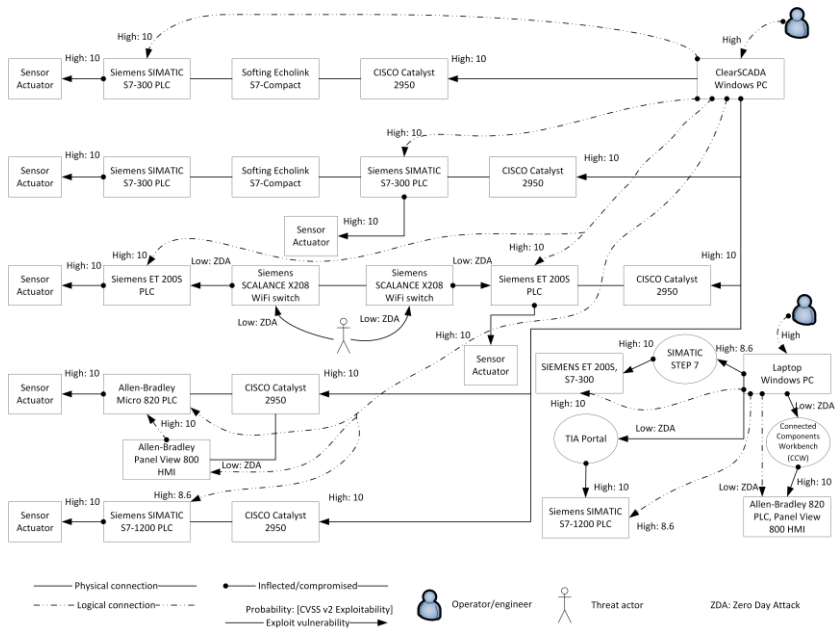 High: 10
High
Sensor
Actuator
High: 10
Siemens SIMATIC
S7-300 PLC
Softing Echolink
S7-Compact
CISCO Catalyst
2950
High: 10
ClearSCADA
Windows PC
High: 10
Sensor
Actuator
High: 10
Siemens SIMATIC
S7-300 PLC
Softing Echolink
S7-Compact
Siemens SIMATIC
S7-300 PLC
CISCO Catalyst
2950
High: 10
Sensor
Actuator
High: 10
High: 10
High: 10
High: 10
Sensor
Actuator
High: 10
Siemens ET 200S
PLC
Low: ZDA
Siemens
SCALANCE X208
WiFi switch
Siemens
SCALANCE X208
WiFi switch
Low: ZDA
Siemens ET 200S
PLC
CISCO Catalyst
2950
Low: ZDA
Low: ZDA
High: 10
Sensor
Actuator
High
High: 10
SIMATIC
STEP 7
High: 8.6
Laptop
Windows PC
SIEMENS ET 200S,
S7-300
High: 10
Sensor
Actuator
High: 10
Allen-Bradley
Micro 820 PLC
CISCO Catalyst
2950
High: 10
High: 10
Allen-Bradley
Panel View 800
HMI
Low: ZDA
TIA Portal
Low: ZDA
Low: ZDA
Connected
Components
Workbench
(CCW)
High: 10
Low: ZDA
High: 10
Allen-Bradley 820
PLC, Panel View
800 HMI
Sensor
Actuator
High: 10
High: 8.6
Siemens SIMATIC
S7-1200 PLC
CISCO Catalyst
2950
High: 10
Siemens SIMATIC
S7-1200 PLC
High: 8.6
Physical connection
Inflected/compromised
Logical connection
Probability: [CVSS v2 Exploitability]
Exploit vulnerability
Operator/engineer
Threat actor
ZDA: Zero Day Attack